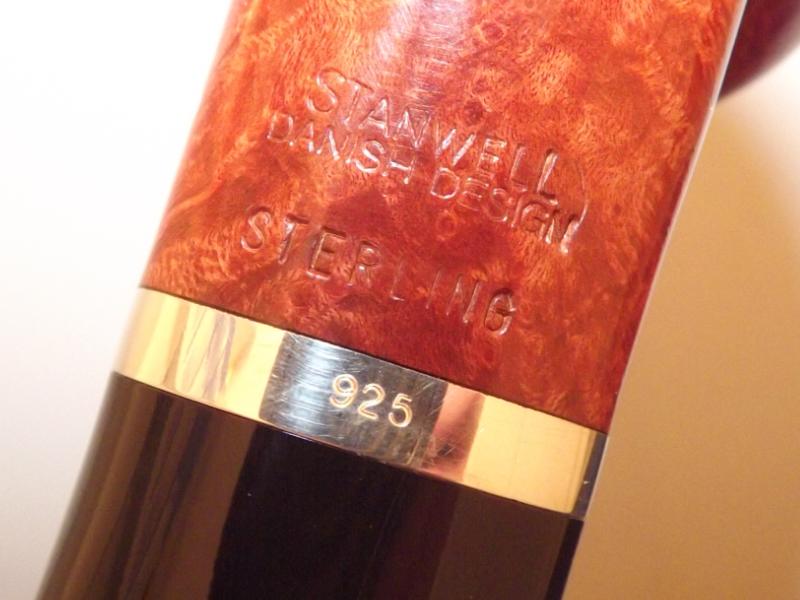 STANWELL
DANISH DESIGN
STERLING
925